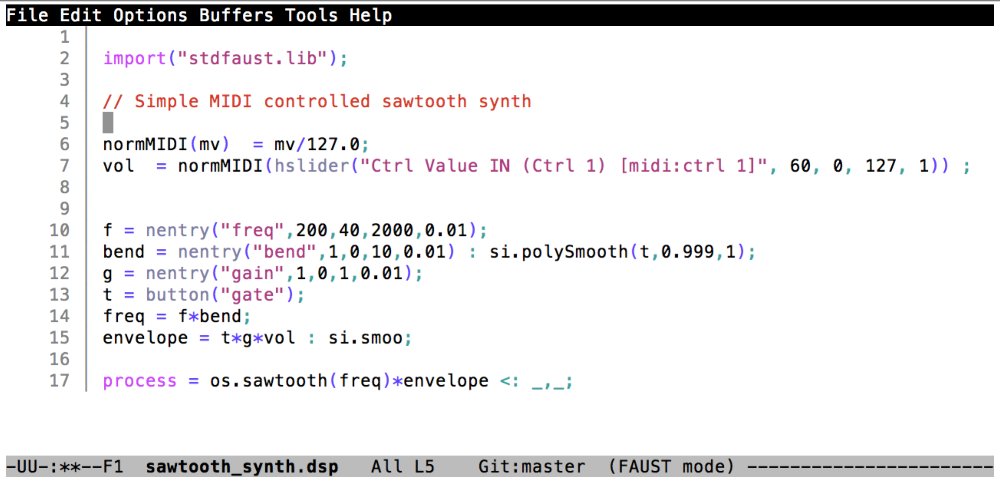 File Edit Options Buffers Tools Help
1
2 import("stdfaust.lib");
3
4 // Simple MIDI controlled sawtooth synth
5
6 normMIDI(mv)  = mv/127.0;
7 vol  = normMIDI(hslider("Ctrl Value IN (Ctrl 1) [midi:ctrl 1]", 60, 0, 127, 1)) ;
8
9
10 f = nentry("freq",200,40,2000,0.01);
11 bend = nentry("bend",1,0,10,0.01) : si.polySmooth(t,0.999,1);
12 g = nentry("gain",1,0,1,0.01);
13 t = button("gate");
14 freq = f*bend;
15 envelope = t*g*vol : si.smoo;
16
17 process = os.sawtooth(freq)*envelope <: _,_;
-UU-:**--F1  sawtooth_synth.dsp   All L5    Git:master  (FAUST mode) -----------------------